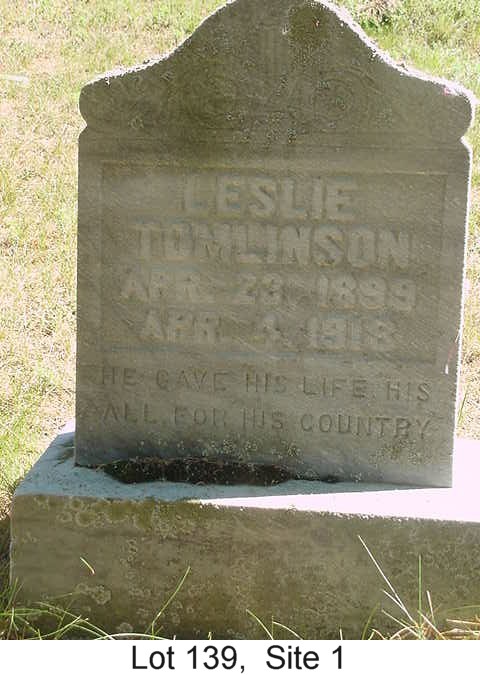 LESLIE
TOMLINSON
APR. 23, 1899
APR. 3, 1918
HE GAVE HIS LIFE, HIS
ALL, FOR HIS COUNTRY
Lot 139,  Site 1